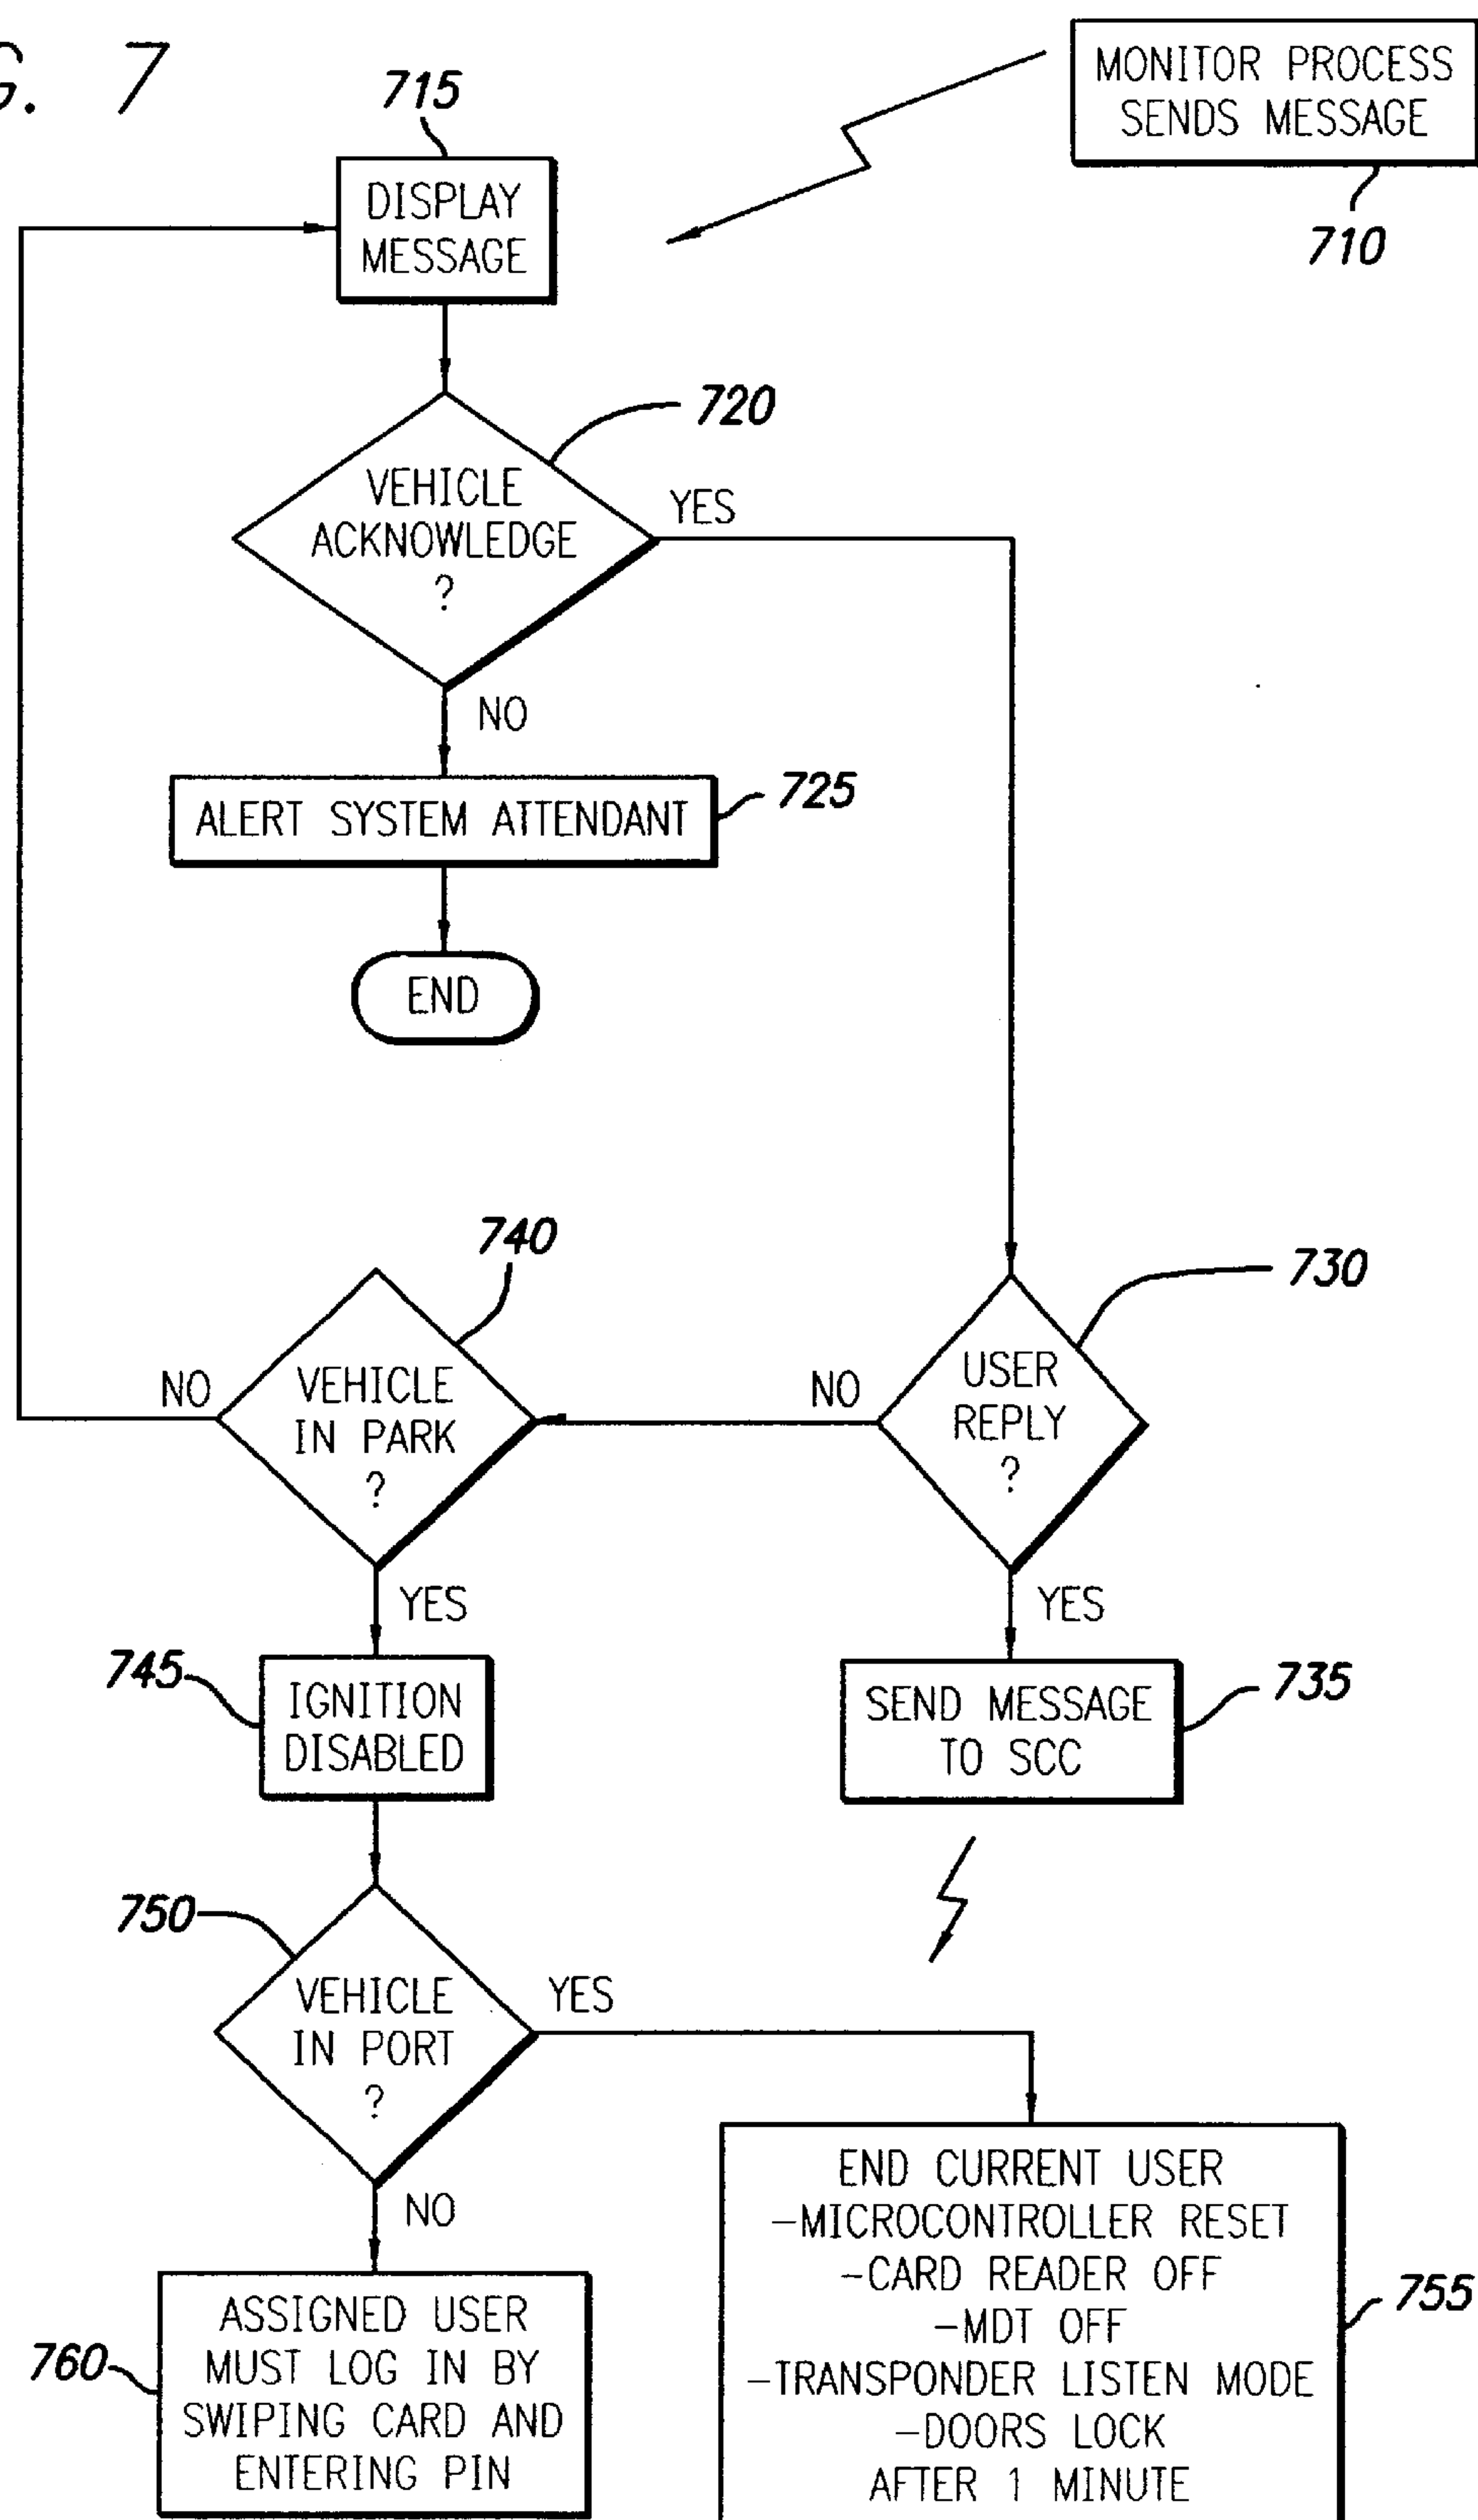 G. 7
MONITOR PROCESS
SENDS MESSAGE
710
715
DISPLAY
MESSAGE
720
VEHICLE
ACKNOWLEDGE
?
YES
NO
ALERT SYSTEM ATTENDANT
725
END
740
730
VEHICLE
IN PARK
?
NO
YES
USER
REPLY
?
NO
YES
745
IGNITION
DISABLED
SEND MESSAGE
TO SCC
735
750
VEHICLE
IN PORT
?
YES
NO
760
ASSIGNED USER
MUST LOG IN BY
SWIPING CARD AND
ENTERING PIN
END CURRENT USER
-MICROCONTROLLER RESET
-CARD READER OFF
-MDT OFF
-TRANSPONDER LISTEN MODE
-DOORS LOCK
AFTER 1 MINUTE
755